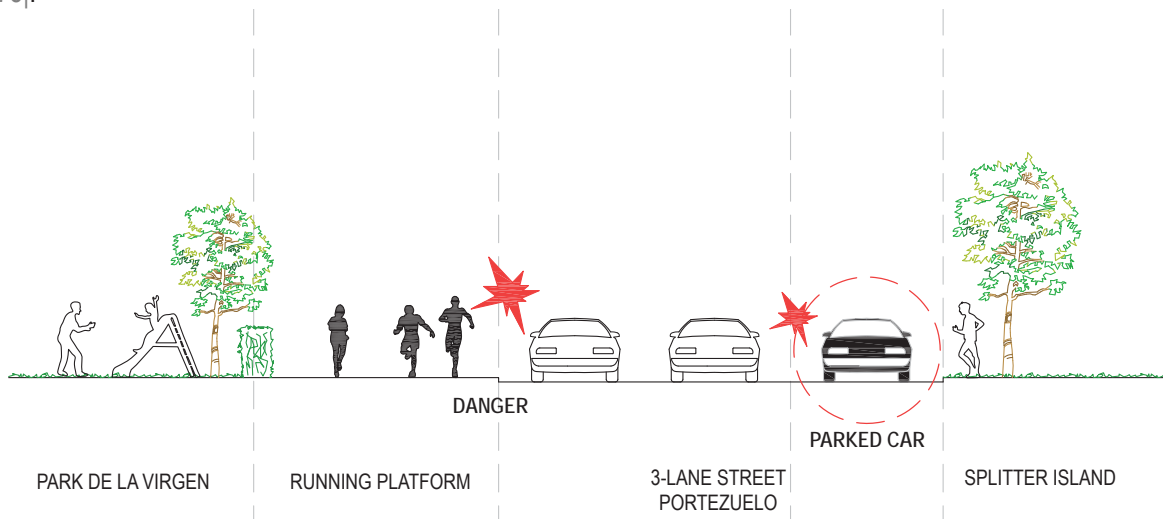 DANGER
PARKED CAR
PARK DE LA VIRGEN
RUNNING PLATFORM
3-LANE STREET
PORTEZUELO
SPLITTER ISLAND